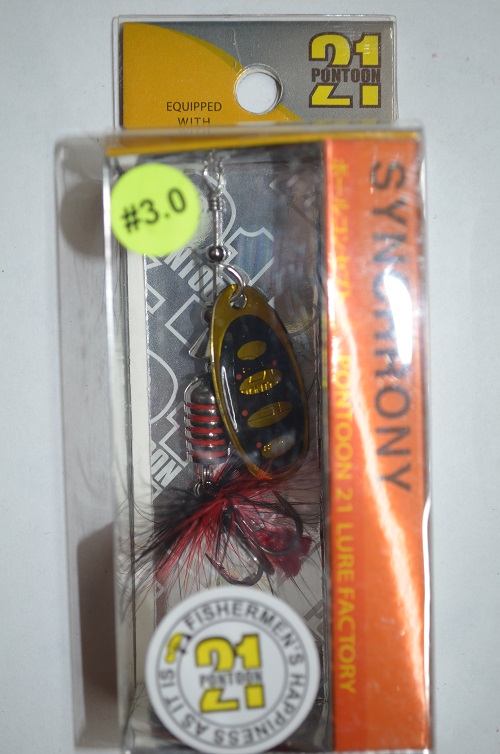 21
PONTOON
EQUIPPED
WITH
#3.0
SYNCHRONY
PONTOON 21 LURE FACTORY
FISHERMEN'S HAPPINESS AS IT IS
21
PONTOON